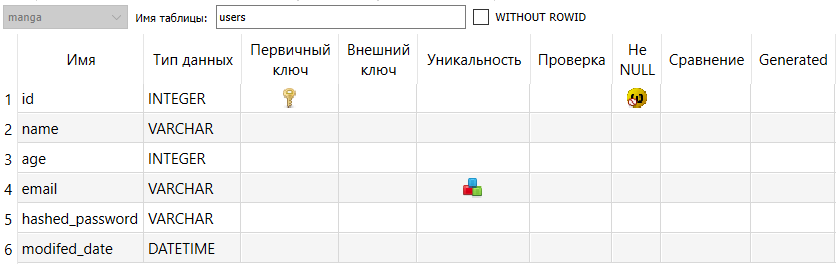 manga Имя таблицы: users WITHOUT ROWID
Имя Тип данных Первичный ключ Внешний ключ Уникальность Проверка Не NULL Сравнение Generated
1 id INTEGER
2 name VARCHAR
3 age INTEGER
4 email VARCHAR
5 hashed_password VARCHAR
6 modifed_date DATETIME